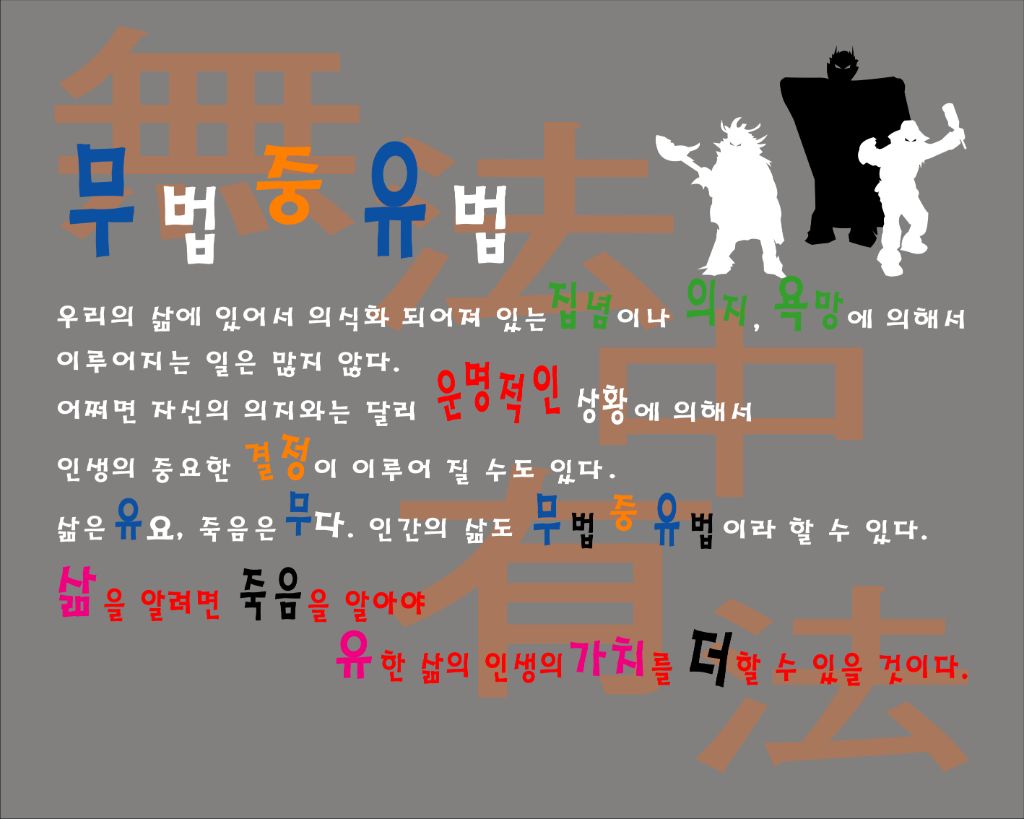 無法中有法
무법중유법
우리의 삶에 있어서 의식화 되어져 있는 집념이나 의지, 욕망에 의해서
이루어지는 일은 많지 않다.
어쩌면 자신의 의지와는 달리 운명적인 상황에 의해서
인생의 중요한 결정이 이루어 질 수도 있다.
삶은 유요, 죽음은 무다. 인간의 삶도 무법중유법이라 할 수 있다.
삶을 알려면 죽음을 알아야
유한 삶의 인생의 가치를 더할 수 있을 것이다.